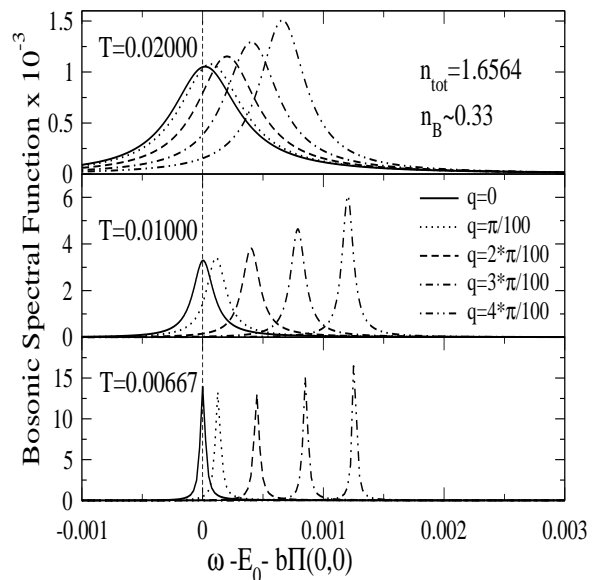 Bosonic Spectral Function x 10⁻³
1.5
1
0.5
0
T=0.02000
n_tot=1.6564
n_B~0.33
6
4
2
0
T=0.01000
q=0
q=π/100
q=2*π/100
q=3*π/100
q=4*π/100
15
10
5
0
T=0.00667
-0.001 0 0.001 0.002 0.003
ω -E₀- bΠ(0,0)